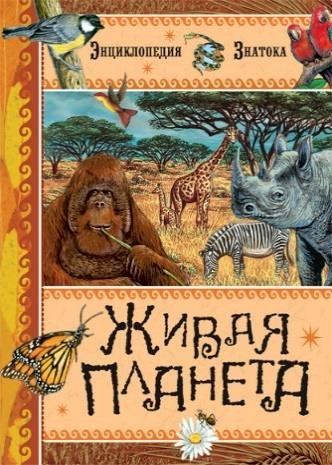 Энциклопедия Знатока
Живая
планета